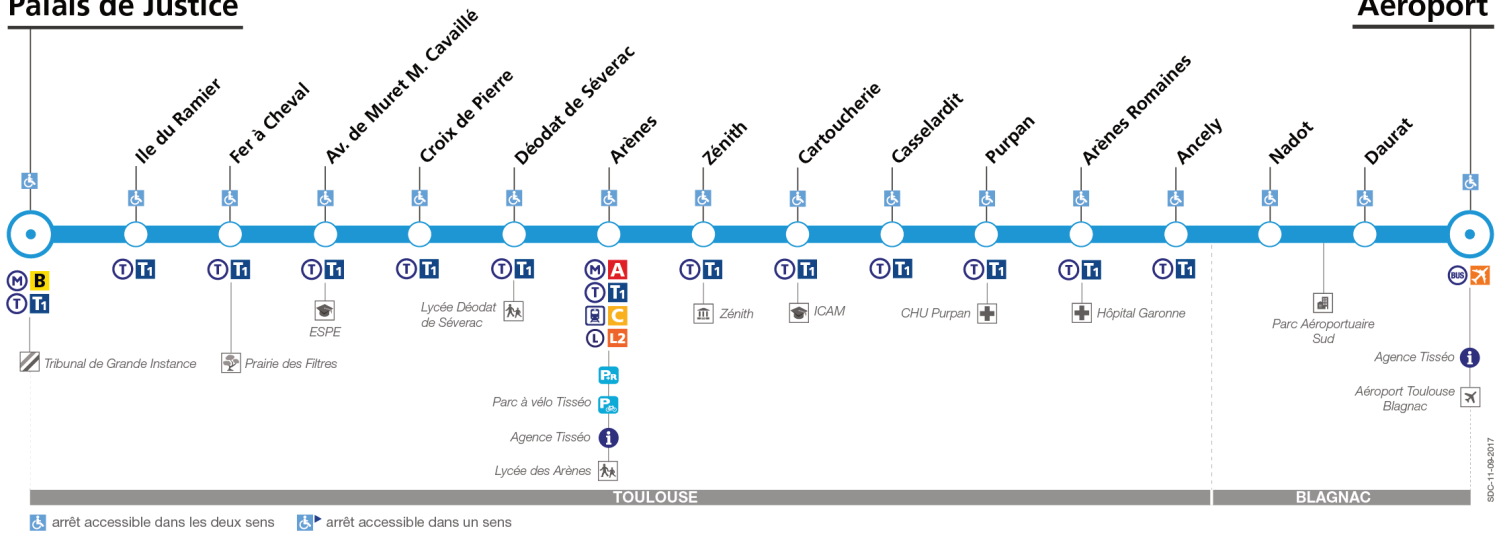 Palais de Justice
Aéroport
Ile du Ramier
Fer à Cheval
Av. de Muret M. Cavaillé
Croix de Pierre
Déodat de Séverac
Arènes
Zénith
Cartoucherie
Casselardit
Purpan
Arènes Romaines
Ancely
Nadot
Daurat
M B
T T1
T T1
T T1
T T1
T T1
T T1
M A
T T1
C
L L2
T T1
T T1
T T1
T T1
T T1
T T1
BUS
Tribunal de Grande Instance
Prairie des Filtres
ESPE
Lycée Déodat
de Séverac
P+R
P
Parc à vélo Tisséo
Agence Tisséo
i
Lycée des Arènes
Zénith
ICAM
CHU Purpan
Hôpital Garonne
Parc Aéroportuaire
Sud
Agence Tisséo
i
Aéroport Toulouse
Blagnac
TOULOUSE
BLAGNAC
SDC-11-09-2017
arrêt accessible dans les deux sens
arrêt accessible dans un sens